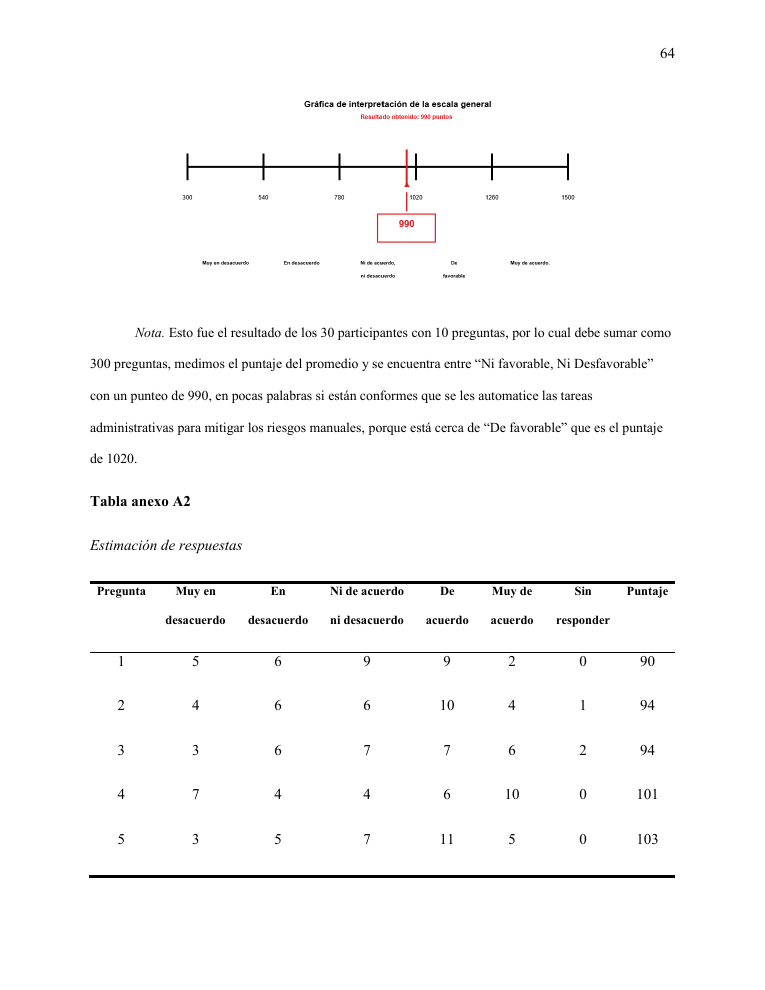 64
Gráfica de interpretación de la escala general
Resultado obtenido: 990 puntos
300 540 780 1020 1260 1500
990
Muy en desacuerdo En desacuerdo Ni de acuerdo, De Muy de acuerdo.
ni desacuerdo favorable
Nota. Esto fue el resultado de los 30 participantes con 10 preguntas, por lo cual debe sumar como
300 preguntas, medimos el puntaje del promedio y se encuentra entre “Ni favorable, Ni Desfavorable”
con un punteo de 990, en pocas palabras si están conformes que se les automatice las tareas
administrativas para mitigar los riesgos manuales, porque está cerca de “De favorable” que es el puntaje
de 1020.
Tabla anexo A2
Estimación de respuestas
Pregunta Muy en En Ni de acuerdo De Muy de Sin Puntaje
desacuerdo desacuerdo ni desacuerdo acuerdo acuerdo responder
1 5 6 9 9 2 0 90
2 4 6 6 10 4 1 94
3 3 6 7 7 6 2 94
4 7 4 4 6 10 0 101
5 3 5 7 11 5 0 103